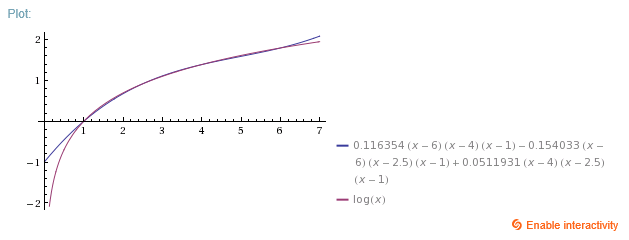 Plot:
2
1
1 2 3 4 5 6 7
−1
−2
0.116354 (x − 6) (x − 4) (x − 1) − 0.154033 (x −
6) (x − 2.5) (x − 1) + 0.0511931 (x − 4) (x − 2.5)
(x − 1)
log(x)
Enable interactivity